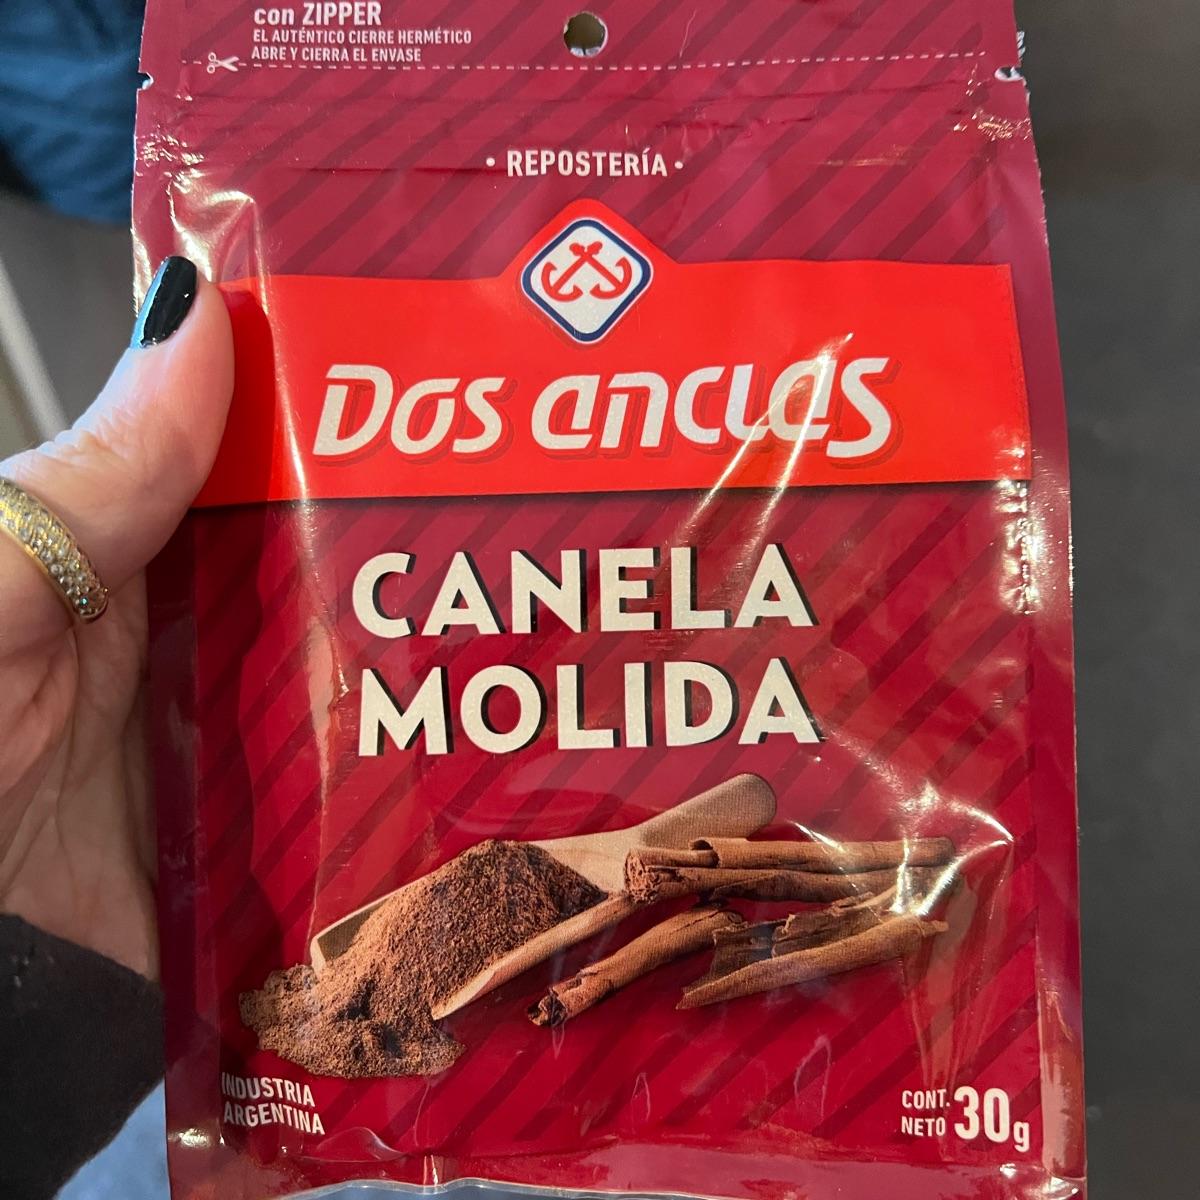 con ZIPPER
EL AUTÉNTICO CIERRE HERMÉTICO
ABRE Y CIERRA EL ENVASE
• REPOSTERÍA •
Dos anclas
CANELA
MOLIDA
INDUSTRIA
ARGENTINA
CONT.
NETO 30g